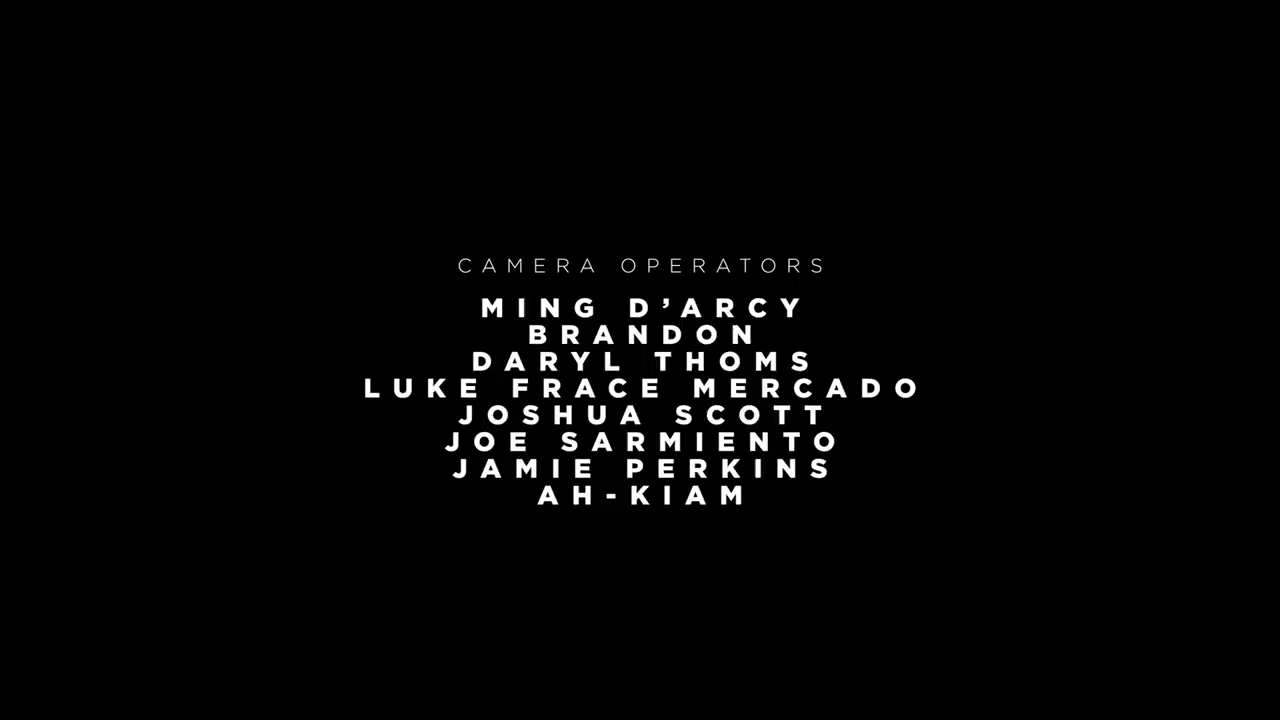 CAMERA OPERATORS
MING D’ARCY
BRANDON
DARYL THOMS
LUKE FRACE MERCADO
JOSHUA SCOTT
JOE SARMIENTO
JAMIE PERKINS
AH-KIAM